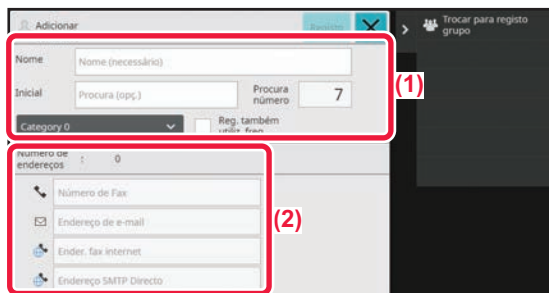 Adicionar
Registo
Trocar para registo
grupo
Nome
Nome (necessário)
(1)
Inicial
Procura (opç.)
Procura
número
7
Category 0
Reg. também
utiliz. freq.
Número de
endereços
:
0
Número de Fax
Endereço de e-mail
(2)
Ender. fax internet
Endereço SMTP Directo